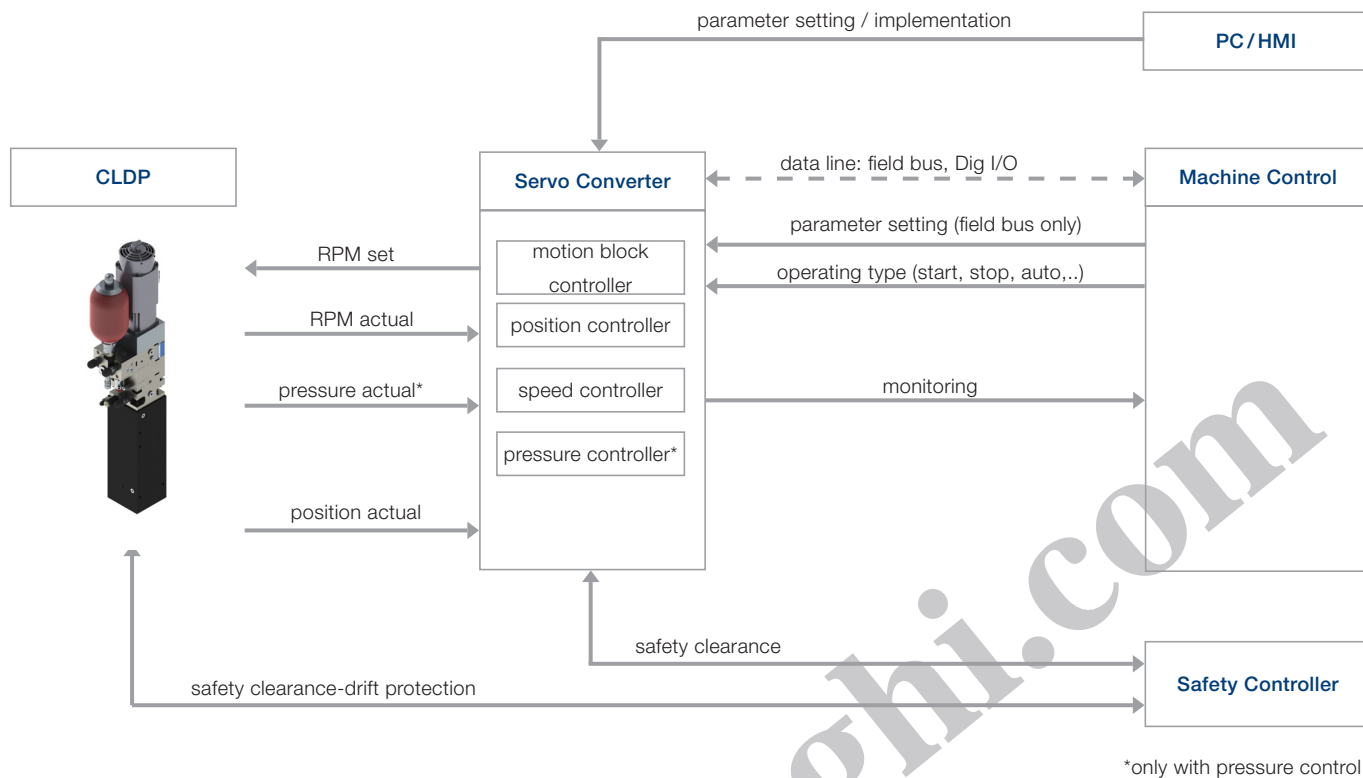 parameter setting / implementation
PC/HMI
CLDP
Servo Converter
data line: field bus, Dig I/O
Machine Control
parameter setting (field bus only)
RPM set
motion block
controller
operating type (start, stop, auto,..)
RPM actual
position controller
pressure actual*
speed controller
monitoring
pressure controller*
position actual
safety clearance
safety clearance-drift protection
Safety Controller
*only with pressure control
ghi.com